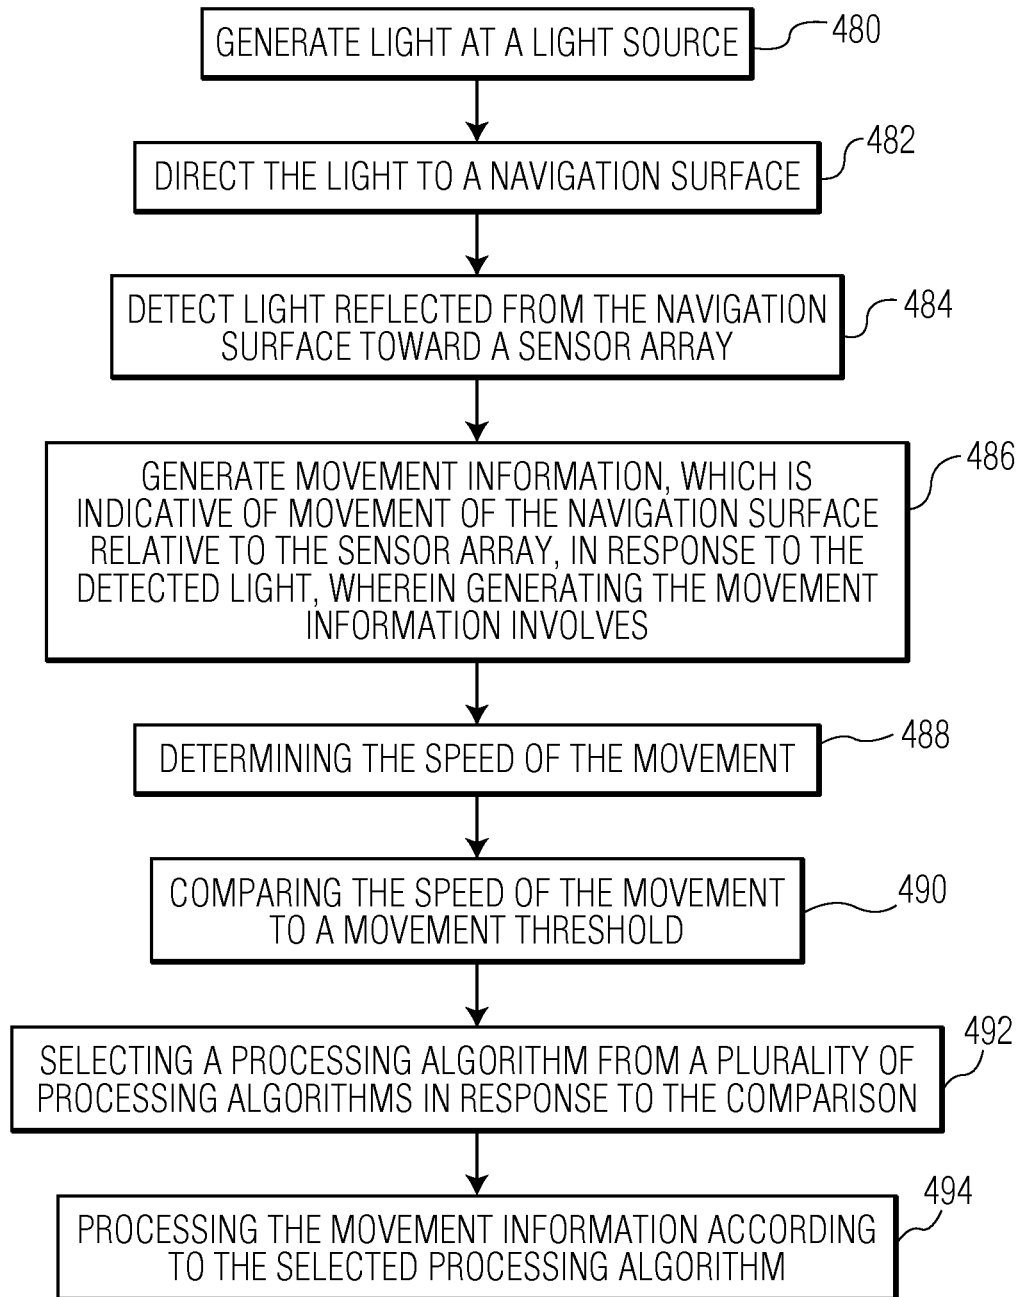 GENERATE LIGHT AT A LIGHT SOURCE
480
DIRECT THE LIGHT TO A NAVIGATION SURFACE
482
DETECT LIGHT REFLECTED FROM THE NAVIGATION
SURFACE TOWARD A SENSOR ARRAY
484
GENERATE MOVEMENT INFORMATION, WHICH IS
INDICATIVE OF MOVEMENT OF THE NAVIGATION SURFACE
RELATIVE TO THE SENSOR ARRAY, IN RESPONSE TO THE
DETECTED LIGHT, WHEREIN GENERATING THE MOVEMENT
INFORMATION INVOLVES
486
DETERMINING THE SPEED OF THE MOVEMENT
488
COMPARING THE SPEED OF THE MOVEMENT
TO A MOVEMENT THRESHOLD
490
SELECTING A PROCESSING ALGORITHM FROM A PLURALITY OF
PROCESSING ALGORITHMS IN RESPONSE TO THE COMPARISON
492
PROCESSING THE MOVEMENT INFORMATION ACCORDING
TO THE SELECTED PROCESSING ALGORITHM
494